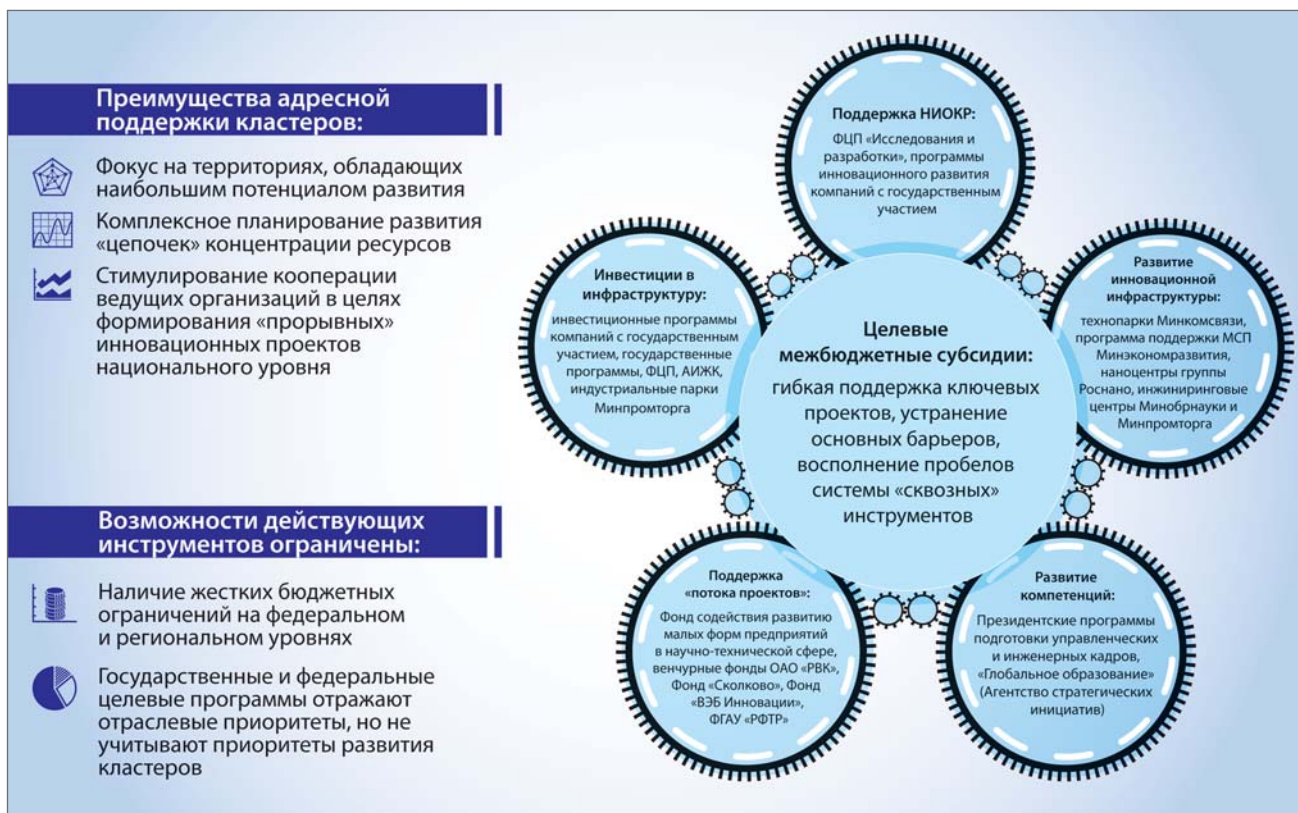 Преимущества адресной
поддержки кластеров:
Фокус на территориях, обладающих
наибольшим потенциалом развития
Комплексное планирование развития
«цепочек» концентрации ресурсов
Стимулирование кооперации
ведущих организаций в целях
формирования «прорывных»
инновационных проектов
национального уровня
Возможности действующих
инструментов ограничены:
Наличие жестких бюджетных
ограничений на федеральном
и региональном уровнях
Государственные и федеральные
целевые программы отражают
отраслевые приоритеты, но не
учитывают приоритеты развития
кластеров
Поддержка НИОКР:
ФЦП «Исследования и
разработки», программы
инновационного развития
компаний с государственным
участием
Инвестиции в
инфраструктуру:
инвестиционные программы
компаний с государственным
участием, государственные
программы, ФЦП, АИЖК,
индустриальные парки
Минпромторга
Развитие
инновационной
инфраструктуры:
технопарки Минкомсвязи,
программа поддержки МСП
Минэкономразвития,
наноцентры группы
Роснано, инжиниринговые
центры Минобрнауки и
Минпромторга
Целевые
межбюджетные субсидии:
гибкая поддержка ключевых
проектов, устранение
основных барьеров,
восполнение пробелов
системы «сквозных»
инструментов
Поддержка
«потока проектов»:
Фонд содействия развитию
малых форм предприятий
в научно-технической сфере,
венчурные фонды ОАО «РВК»,
Фонд «Сколково», Фонд
«ВЭБ Инновации»,
ФГАУ «РФТР»
Развитие
компетенций:
Президентские программы
подготовки управленческих
и инженерных кадров,
«Глобальное образование»
(Агентство стратегических
инициатив)